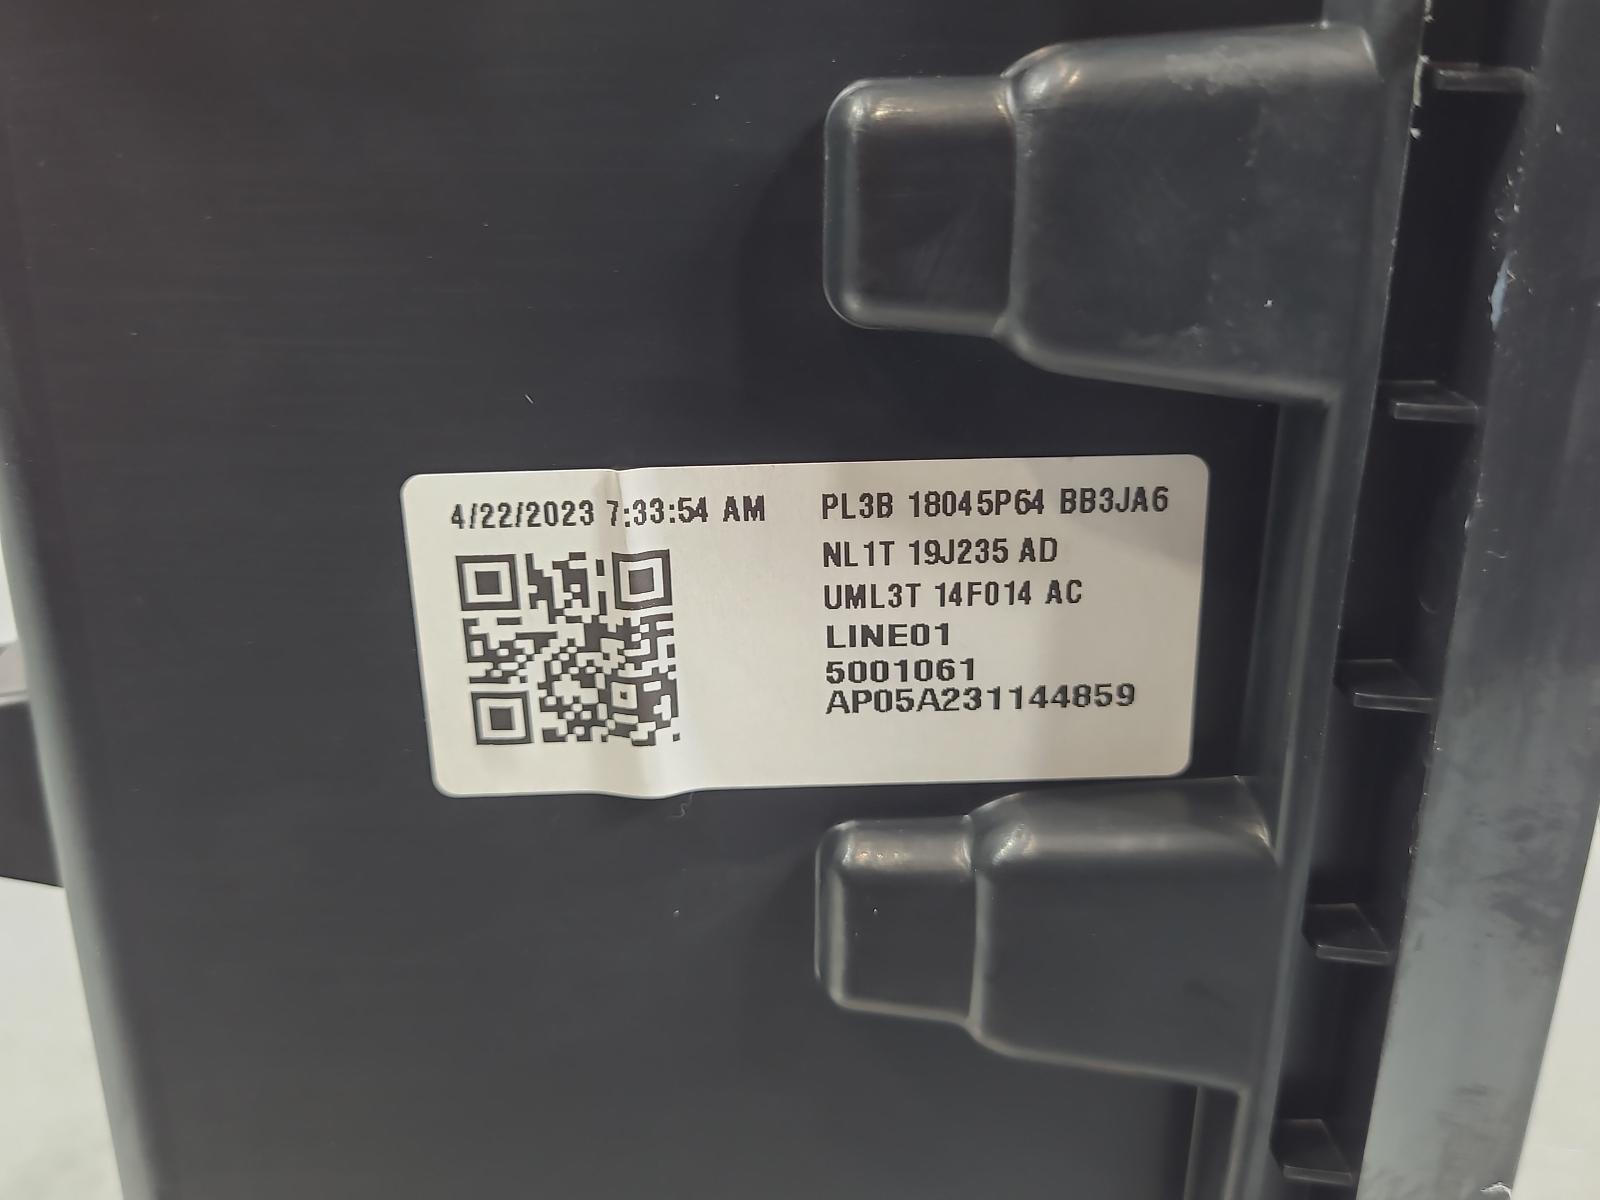 4/22/2023 7:33:54 AM
PL3B 18045P64 BB3JA6
NL1T 19J235 AD
UML3T 14F014 AC
LINE01
5001061
AP05A231144859